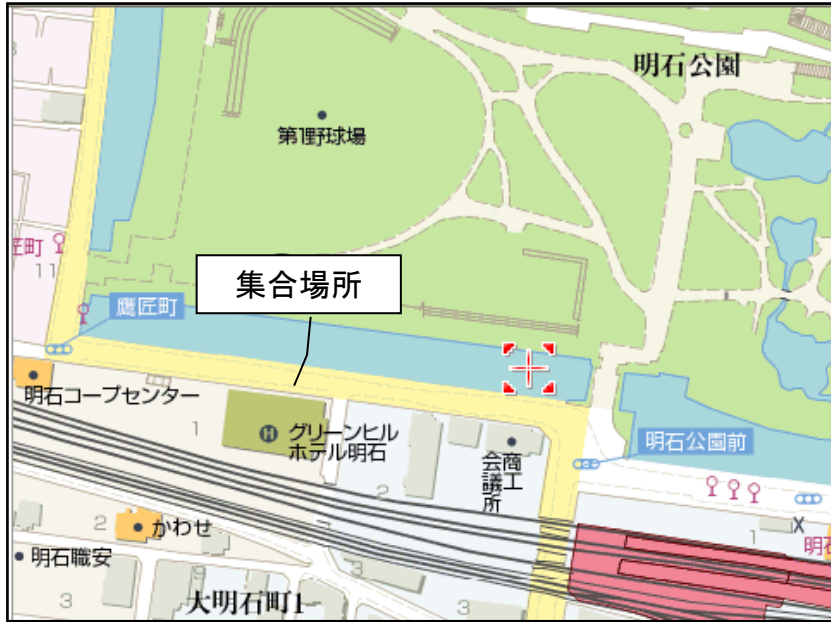 明石公園
第1野球場
匠町
11
集合場所
鷹匠町
明石コープセンター
1
グリーンヒル
ホテル明石
H
商工
会議所
明石公園前
2
2
かわせ
1
X
明石職安
9
3
大明石町1
3
3